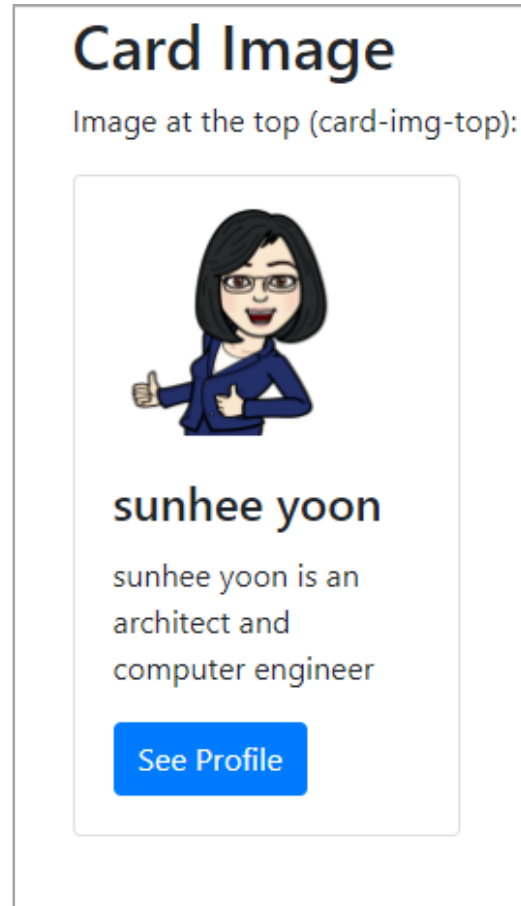 Card Image
Image at the top (card-img-top):
sunhee yoon
sunhee yoon is an
architect and
computer engineer
See Profile